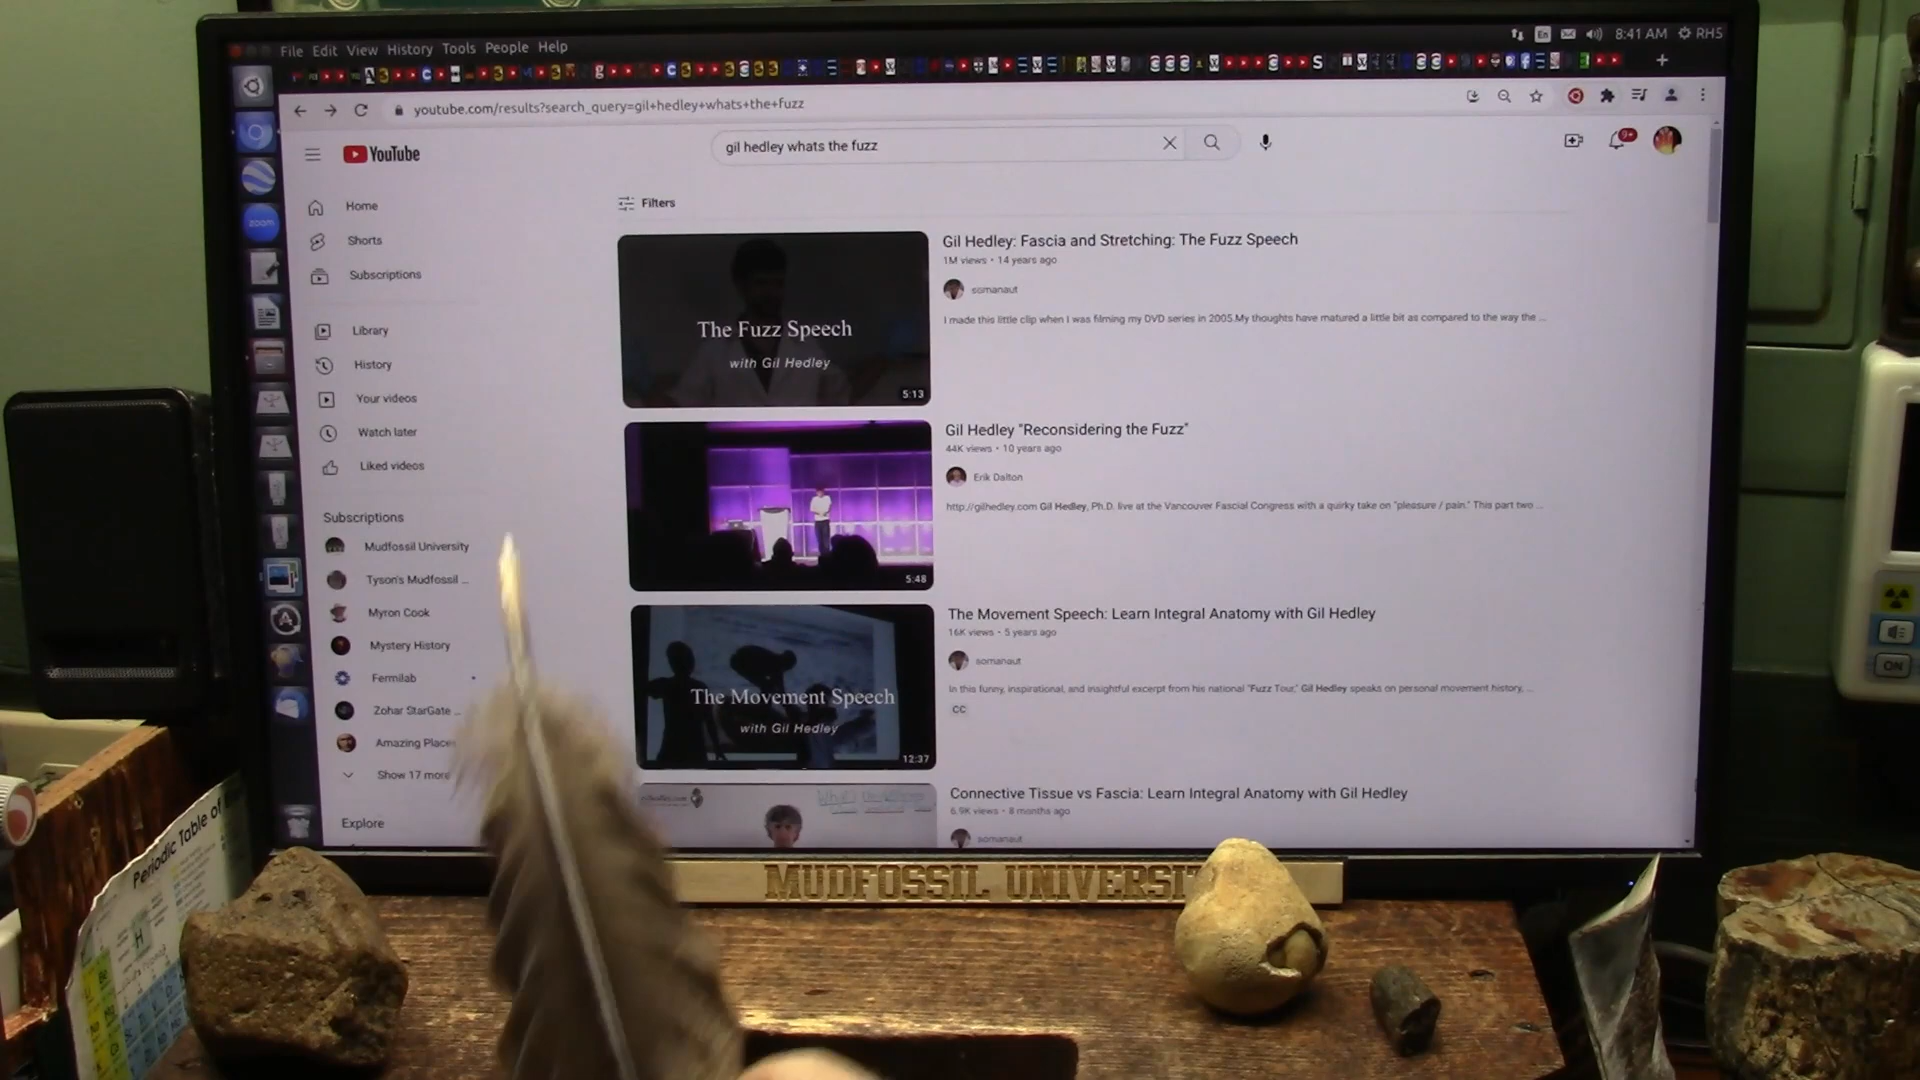 File Edit View History Tools People Help
En 8:41 AM RHS
youtube.com/results?search_query=gil+hedley+whats+the+fuzz
YouTube
gil hedley whats the fuzz
9+
Home
Shorts
Subscriptions
Library
History
Your videos
Watch later
Liked videos
Subscriptions
Mudfossil University
Tyson's Mudfossil ...
Myron Cook
Mystery History
Fermilab
Zohar StarGate ...
Amazing Place
Show 17 more
Explore
zoom
Filters
The Fuzz Speech
with Gil Hedley
5:13
Gil Hedley: Fascia and Stretching: The Fuzz Speech
1M views • 14 years ago
somanaut
I made this little clip when I was filming my DVD series in 2005.My thoughts have matured a little bit as compared to the way the ...
5:48
Gil Hedley "Reconsidering the Fuzz"
44K views • 10 years ago
Erik Dalton
http://gilhedley.com Gil Hedley, Ph.D. live at the Vancouver Fascial Congress with a quirky take on "pleasure / pain." This part two ...
The Movement Speech
with Gil Hedley
12:37
The Movement Speech: Learn Integral Anatomy with Gil Hedley
16K views • 5 years ago
somanaut
In this funny, inspirational, and insightful excerpt from his national "Fuzz Tour," Gil Hedley speaks on personal movement history, ...
CC
Connective Tissue vs Fascia: Learn Integral Anatomy with Gil Hedley
6.9K views • 8 months ago
somanaut
MUDFOSSIL UNIVERSI
Periodic Table of
H
ON